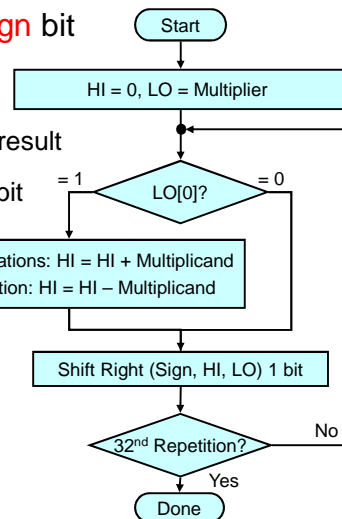 gn bit
Start
HI = 0, LO = Multiplier
result
= 1
= 0
bit
LO[0]?
ations: HI = HI + Multiplicand
tion: HI = HI – Multiplicand
Shift Right (Sign, HI, LO) 1 bit
32nd Repetition?
No
Yes
Done